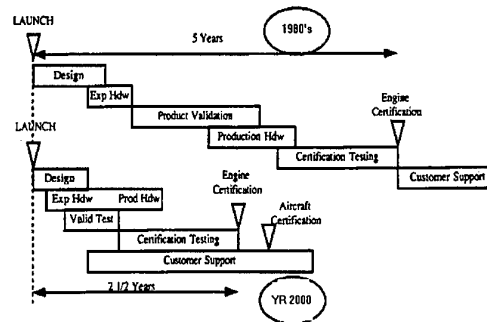 LAUNCH
1980's
5 Years
Design
Exp Hdw
Product Validation
Engine
Certification
Production Hdw
LAUNCH
Certification Testing
Customer Support
Design
Engine
Certification
Exp Hdw
Prod Hdw
Aircraft
Certification
Valid Test
Certification Testing
Customer Support
2 1/2 Years
YR 2000